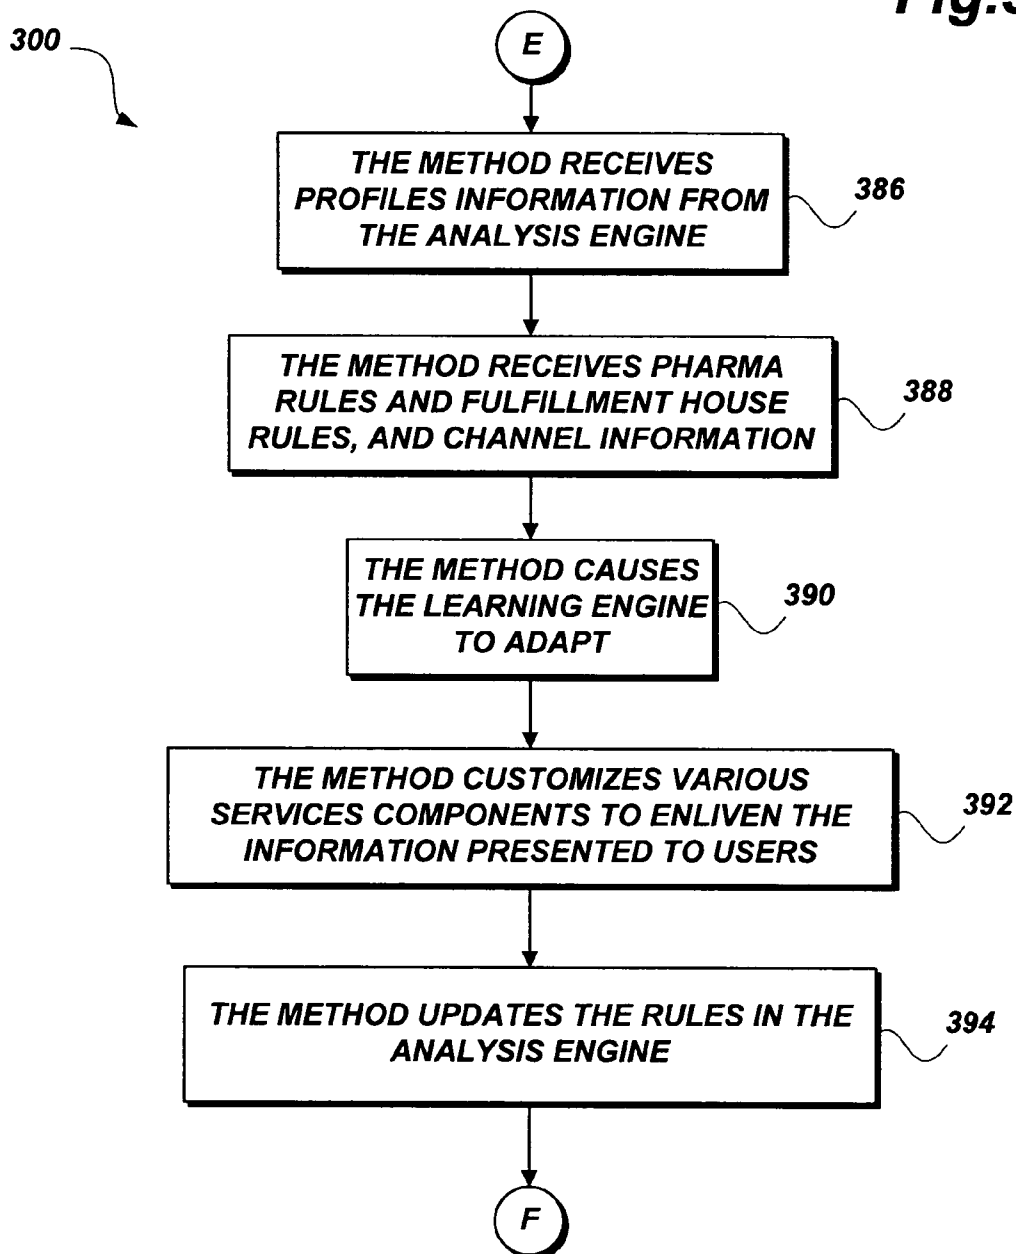 300
E
THE METHOD RECEIVES
PROFILES INFORMATION FROM
THE ANALYSIS ENGINE
386
THE METHOD RECEIVES PHARMA
RULES AND FULFILLMENT HOUSE
RULES, AND CHANNEL INFORMATION
388
THE METHOD CAUSES
THE LEARNING ENGINE
TO ADAPT
390
THE METHOD CUSTOMIZES VARIOUS
SERVICES COMPONENTS TO ENLIVEN THE
INFORMATION PRESENTED TO USERS
392
THE METHOD UPDATES THE RULES IN THE
ANALYSIS ENGINE
394
F